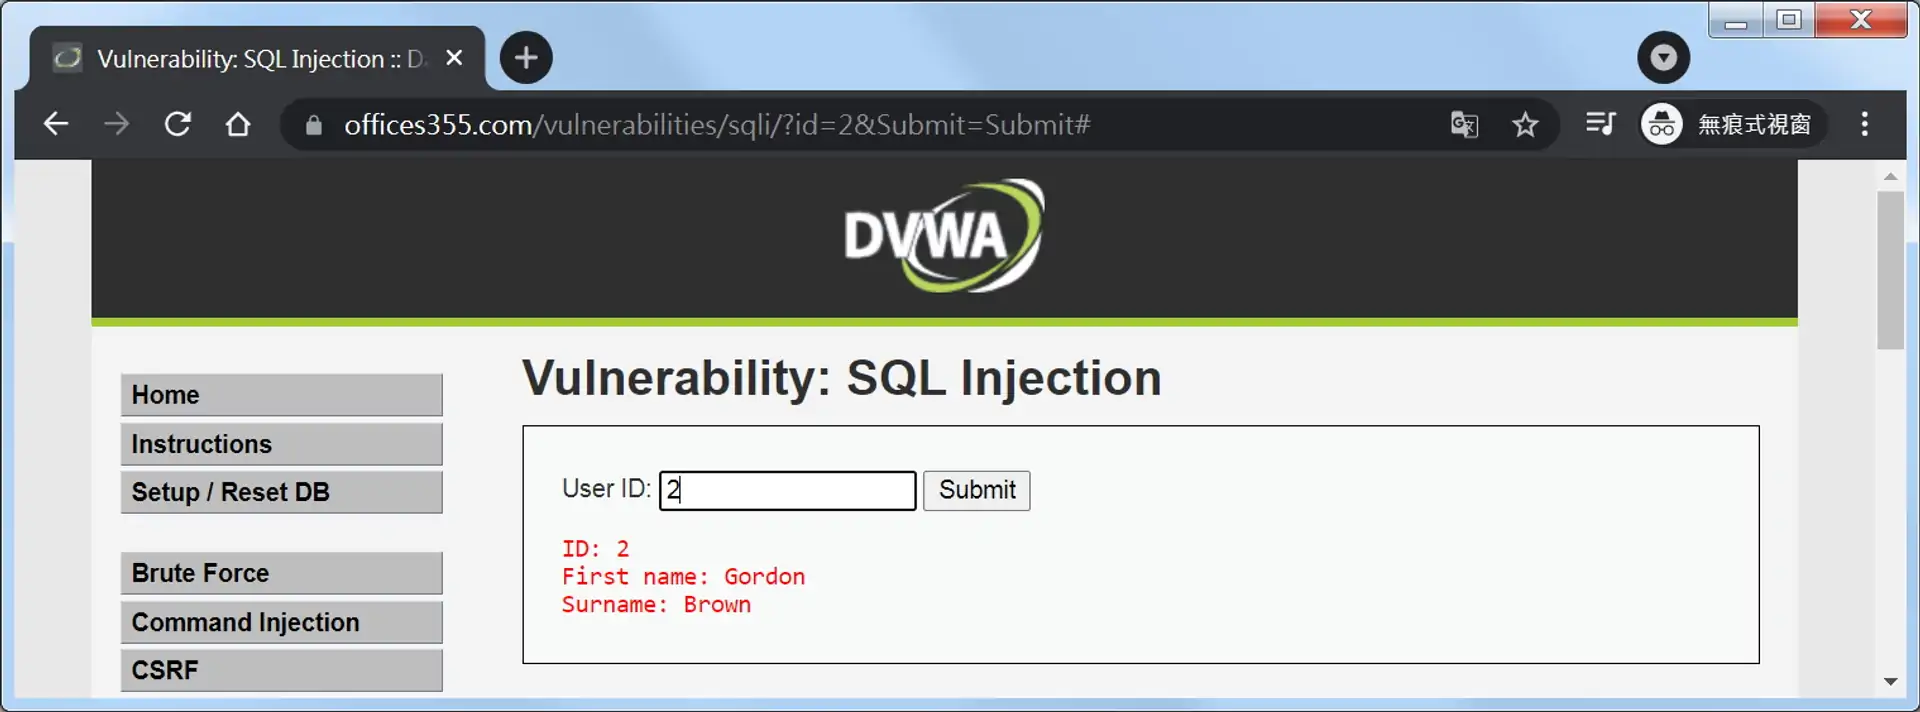 Vulnerability: SQL Injection :: D
offices355.com/vulnerabilities/sqli/?id=2&Submit=Submit#
無痕式視窗
DVWA
Home
Instructions
Setup / Reset DB
Brute Force
Command Injection
CSRF
Vulnerability: SQL Injection
User ID: 2 Submit
ID: 2
First name: Gordon
Surname: Brown